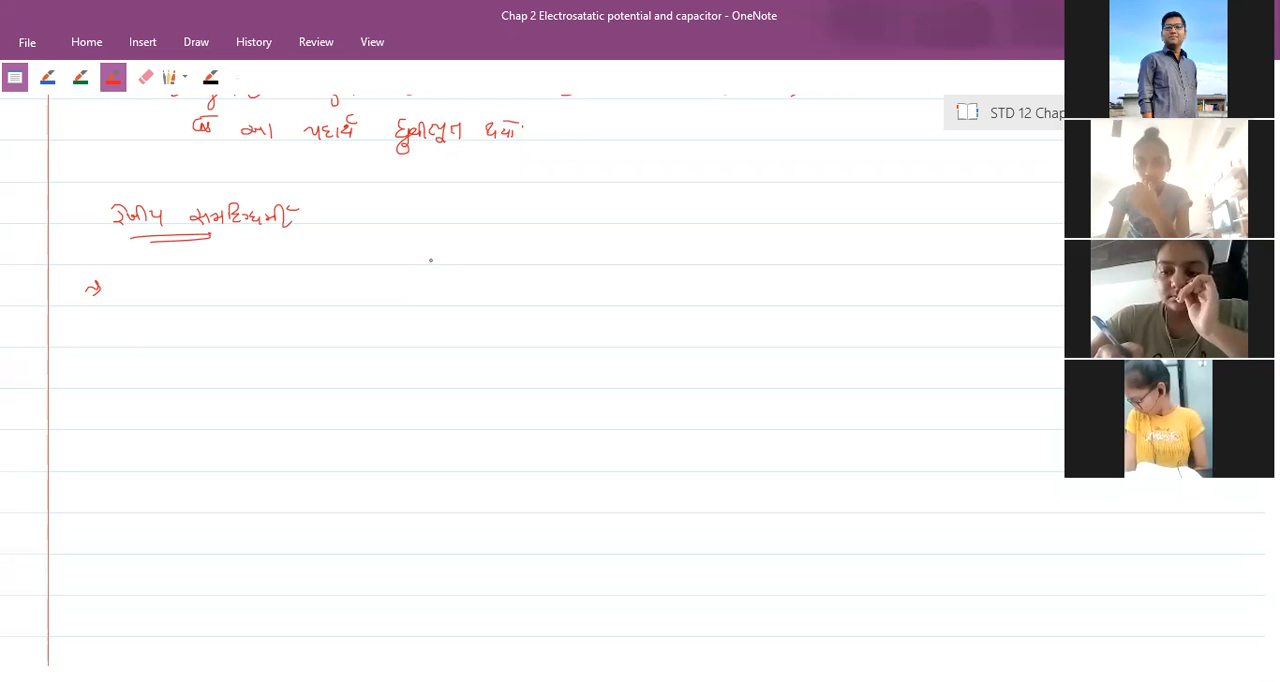 Chap 2 Electrosatatic potential and capacitor - OneNote
File Home Insert Draw History Review View
STD 12 Chap
આ પદાર્થ ધ્રુવીભૂત થયો.
રેખીય સમદિગ્ધર્મી
→
music